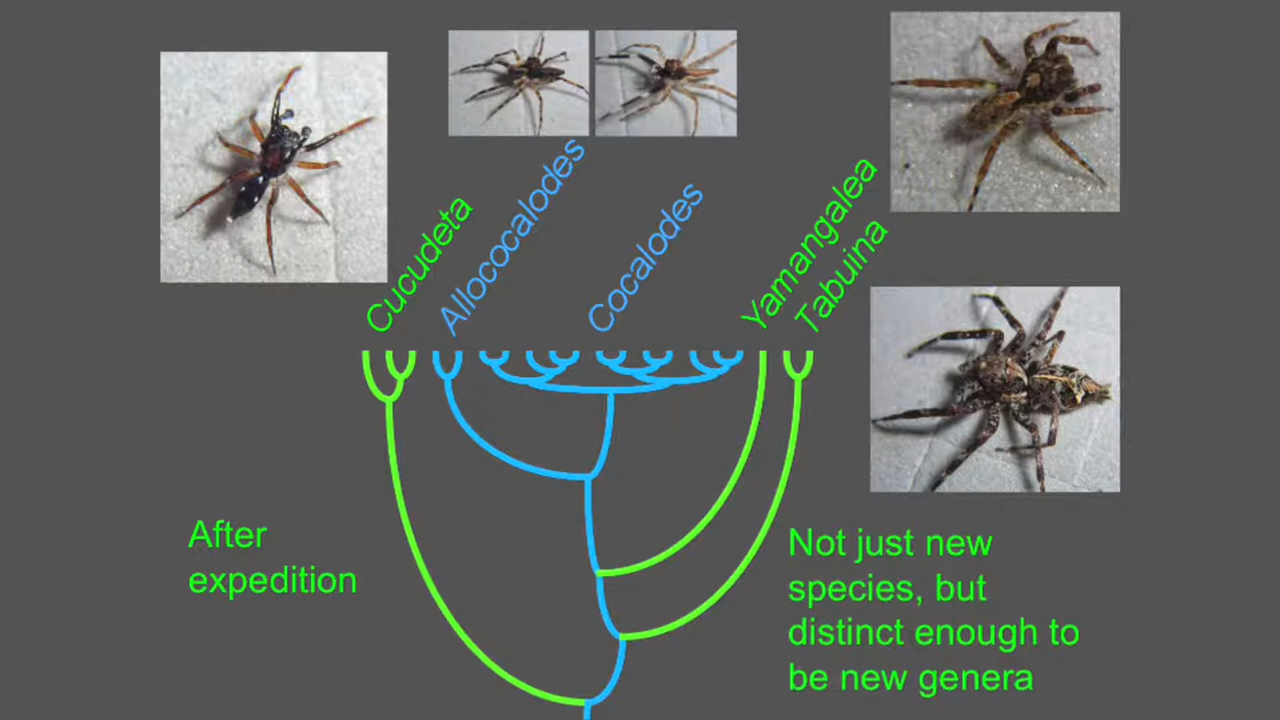 Cucudeta
Allococalodes
Cocalodes
Yamangalea
Tabuina
After
expedition
Not just new
species, but
distinct enough to
be new genera